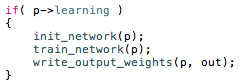 if( p->learning )
{
    init_network(p);
    train_network(p);
    write_output_weights(p, out);
}